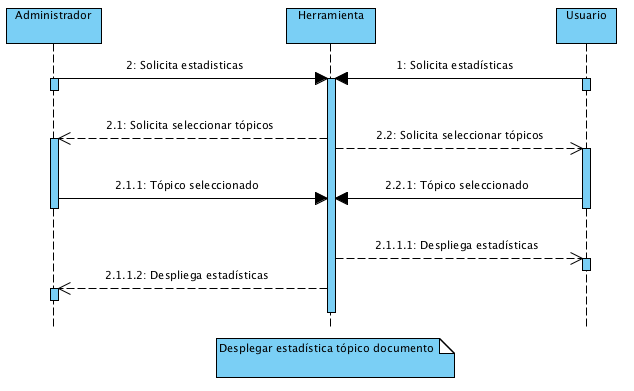 Administrador
Herramienta
Usuario
2: Solicita estadisticas
1: Solicita estadísticas
2.1: Solicita seleccionar tópicos
2.2: Solicita seleccionar tópicos
2.1.1: Tópico seleccionado
2.2.1: Tópico seleccionado
2.1.1.1: Despliega estadísticas
2.1.1.2: Despliega estadísticas
Desplegar estadística tópico documento